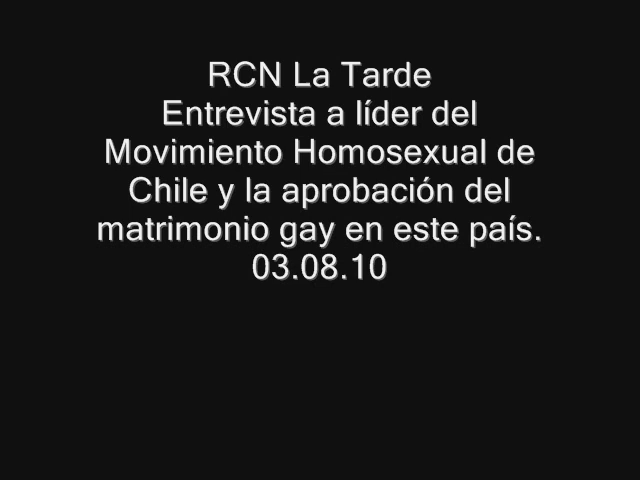 RCN La Tarde
Entrevista a líder del
Movimiento Homosexual de
Chile y la aprobación del
matrimonio gay en este país.
03.08.10